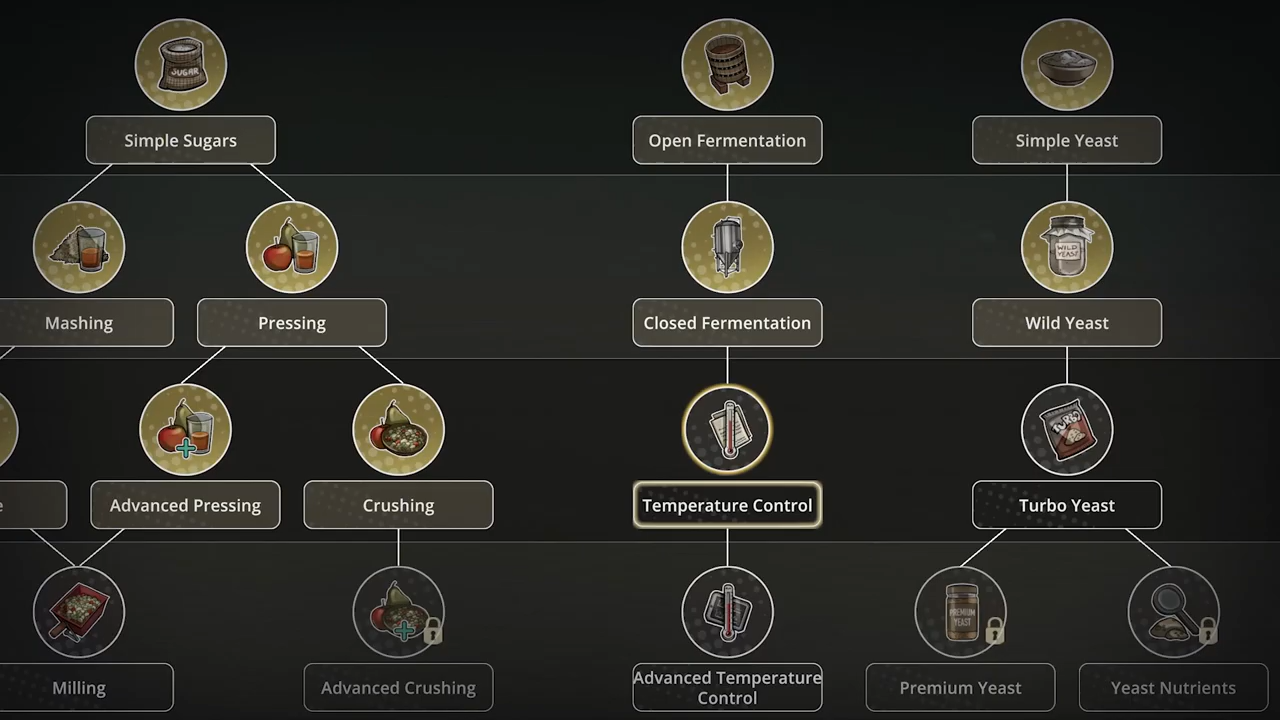 SUGAR
Simple Sugars
Open Fermentation
Simple Yeast
WILD
YEAST
Mashing
Pressing
Closed Fermentation
Wild Yeast
TURBO
e
Advanced Pressing
Crushing
Temperature Control
Turbo Yeast
PREMIUM
YEAST
Milling
Advanced Crushing
Advanced Temperature
Control
Premium Yeast
Yeast Nutrients